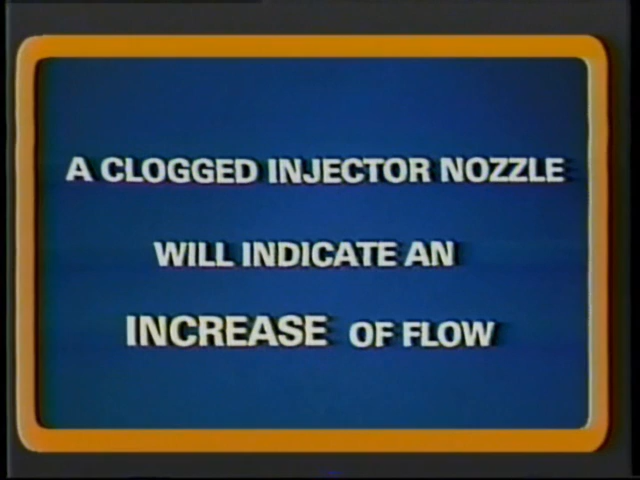 A CLOGGED INJECTOR NOZZLE
WILL INDICATE AN
INCREASE OF FLOW